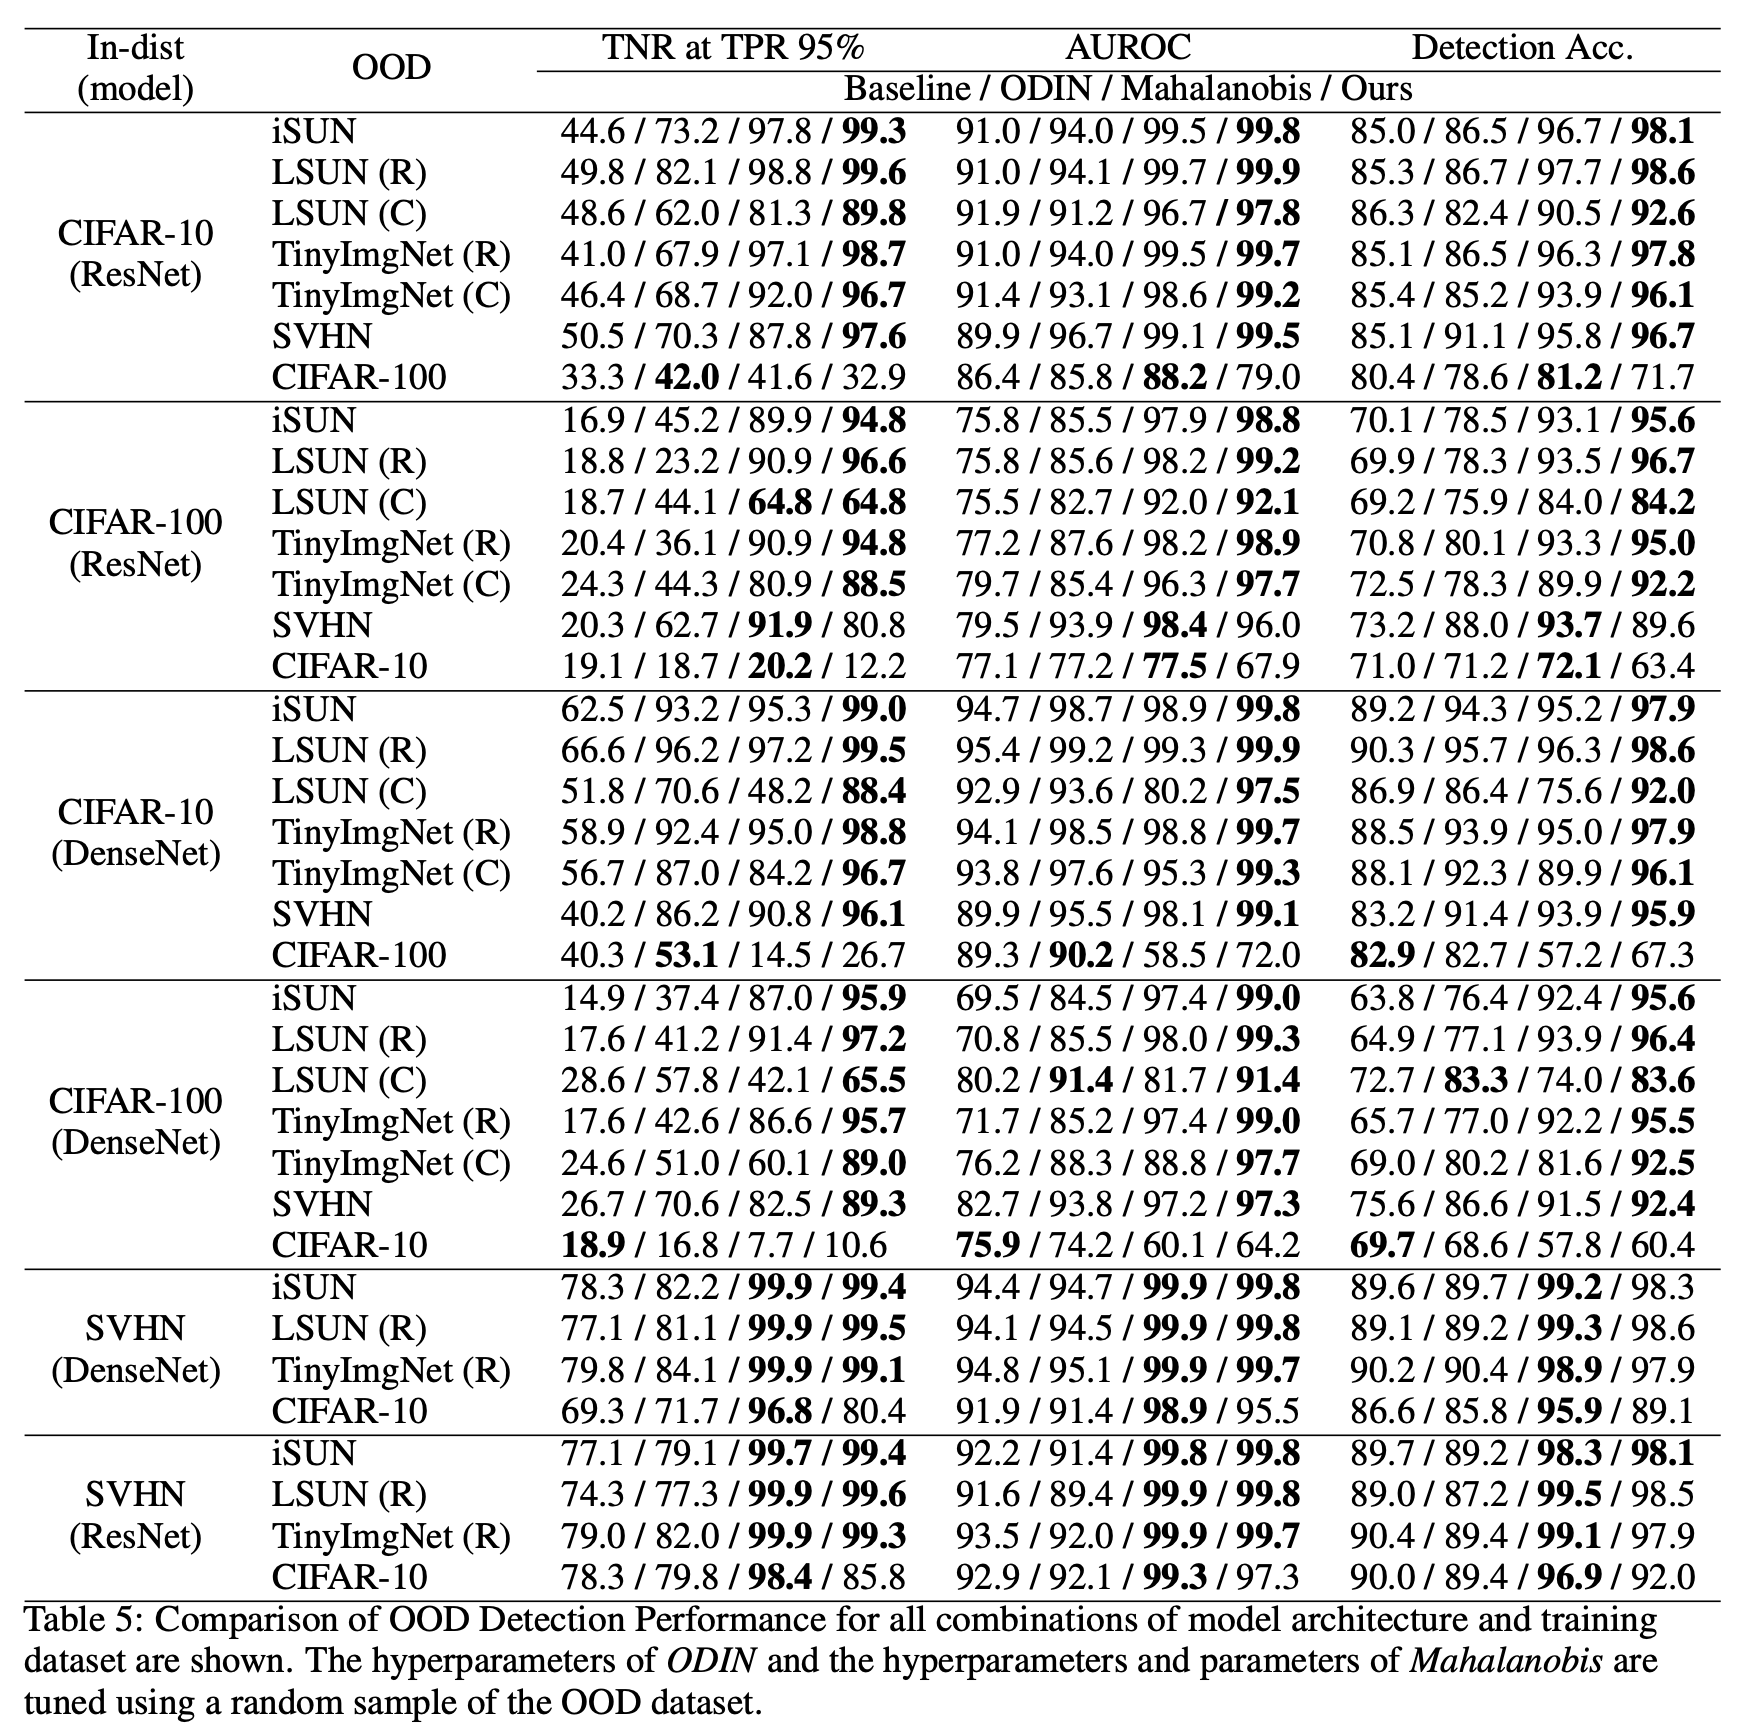 In-dist (model) OOD TNR at TPR 95% AUROC Detection Acc.
Baseline / ODIN / Mahalanobis / Ours
CIFAR-10 (ResNet)
iSUN 44.6 / 73.2 / 97.8 / 99.3 91.0 / 94.0 / 99.5 / 99.8 85.0 / 86.5 / 96.7 / 98.1
LSUN (R) 49.8 / 82.1 / 98.8 / 99.6 91.0 / 94.1 / 99.7 / 99.9 85.3 / 86.7 / 97.7 / 98.6
LSUN (C) 48.6 / 62.0 / 81.3 / 89.8 91.9 / 91.2 / 96.7 / 97.8 86.3 / 82.4 / 90.5 / 92.6
TinyImgNet (R) 41.0 / 67.9 / 97.1 / 98.7 91.0 / 94.0 / 99.5 / 99.7 85.1 / 86.5 / 96.3 / 97.8
TinyImgNet (C) 46.4 / 68.7 / 92.0 / 96.7 91.4 / 93.1 / 98.6 / 99.2 85.4 / 85.2 / 93.9 / 96.1
SVHN 50.5 / 70.3 / 87.8 / 97.6 89.9 / 96.7 / 99.1 / 99.5 85.1 / 91.1 / 95.8 / 96.7
CIFAR-100 33.3 / 42.0 / 41.6 / 32.9 86.4 / 85.8 / 88.2 / 79.0 80.4 / 78.6 / 81.2 / 71.7
CIFAR-100 (ResNet)
iSUN 16.9 / 45.2 / 89.9 / 94.8 75.8 / 85.5 / 97.9 / 98.8 70.1 / 78.5 / 93.1 / 95.6
LSUN (R) 18.8 / 23.2 / 90.9 / 96.6 75.8 / 85.6 / 98.2 / 99.2 69.9 / 78.3 / 93.5 / 96.7
LSUN (C) 18.7 / 44.1 / 64.8 / 64.8 75.5 / 82.7 / 92.0 / 92.1 69.2 / 75.9 / 84.0 / 84.2
TinyImgNet (R) 20.4 / 36.1 / 90.9 / 94.8 77.2 / 87.6 / 98.2 / 98.9 70.8 / 80.1 / 93.3 / 95.0
TinyImgNet (C) 24.3 / 44.3 / 80.9 / 88.5 79.7 / 85.4 / 96.3 / 97.7 72.5 / 78.3 / 89.9 / 92.2
SVHN 20.3 / 62.7 / 91.9 / 80.8 79.5 / 93.9 / 98.4 / 96.0 73.2 / 88.0 / 93.7 / 89.6
CIFAR-10 19.1 / 18.7 / 20.2 / 12.2 77.1 / 77.2 / 77.5 / 67.9 71.0 / 71.2 / 72.1 / 63.4
CIFAR-10 (DenseNet)
iSUN 62.5 / 93.2 / 95.3 / 99.0 94.7 / 98.7 / 98.9 / 99.8 89.2 / 94.3 / 95.2 / 97.9
LSUN (R) 66.6 / 96.2 / 97.2 / 99.5 95.4 / 99.2 / 99.3 / 99.9 90.3 / 95.7 / 96.3 / 98.6
LSUN (C) 51.8 / 70.6 / 48.2 / 88.4 92.9 / 93.6 / 80.2 / 97.5 86.9 / 86.4 / 75.6 / 92.0
TinyImgNet (R) 58.9 / 92.4 / 95.0 / 98.8 94.1 / 98.5 / 98.8 / 99.7 88.5 / 93.9 / 95.0 / 97.9
TinyImgNet (C) 56.7 / 87.0 / 84.2 / 96.7 93.8 / 97.6 / 95.3 / 99.3 88.1 / 92.3 / 89.9 / 96.1
SVHN 40.2 / 86.2 / 90.8 / 96.1 89.9 / 95.5 / 98.1 / 99.1 83.2 / 91.4 / 93.9 / 95.9
CIFAR-100 40.3 / 53.1 / 14.5 / 26.7 89.3 / 90.2 / 58.5 / 72.0 82.9 / 82.7 / 57.2 / 67.3
CIFAR-100 (DenseNet)
iSUN 14.9 / 37.4 / 87.0 / 95.9 69.5 / 84.5 / 97.4 / 99.0 63.8 / 76.4 / 92.4 / 95.6
LSUN (R) 17.6 / 41.2 / 91.4 / 97.2 70.8 / 85.5 / 98.0 / 99.3 64.9 / 77.1 / 93.9 / 96.4
LSUN (C) 28.6 / 57.8 / 42.1 / 65.5 80.2 / 91.4 / 81.7 / 91.4 72.7 / 83.3 / 74.0 / 83.6
TinyImgNet (R) 17.6 / 42.6 / 86.6 / 95.7 71.7 / 85.2 / 97.4 / 99.0 65.7 / 77.0 / 92.2 / 95.5
TinyImgNet (C) 24.6 / 51.0 / 60.1 / 89.0 76.2 / 88.3 / 88.8 / 97.7 69.0 / 80.2 / 81.6 / 92.5
SVHN 26.7 / 70.6 / 82.5 / 89.3 82.7 / 93.8 / 97.2 / 97.3 75.6 / 86.6 / 91.5 / 92.4
CIFAR-10 18.9 / 16.8 / 7.7 / 10.6 75.9 / 74.2 / 60.1 / 64.2 69.7 / 68.6 / 57.8 / 60.4
SVHN (DenseNet)
iSUN 78.3 / 82.2 / 99.9 / 99.4 94.4 / 94.7 / 99.9 / 99.8 89.6 / 89.7 / 99.2 / 98.3
LSUN (R) 77.1 / 81.1 / 99.9 / 99.5 94.1 / 94.5 / 99.9 / 99.8 89.1 / 89.2 / 99.3 / 98.6
TinyImgNet (R) 79.8 / 84.1 / 99.9 / 99.1 94.8 / 95.1 / 99.9 / 99.7 90.2 / 90.4 / 98.9 / 97.9
CIFAR-10 69.3 / 71.7 / 96.8 / 80.4 91.9 / 91.4 / 98.9 / 95.5 86.6 / 85.8 / 95.9 / 89.1
SVHN (ResNet)
iSUN 77.1 / 79.1 / 99.7 / 99.4 92.2 / 91.4 / 99.8 / 99.8 89.7 / 89.2 / 98.3 / 98.1
LSUN (R) 74.3 / 77.3 / 99.9 / 99.6 91.6 / 89.4 / 99.9 / 99.8 89.0 / 87.2 / 99.5 / 98.5
TinyImgNet (R) 79.0 / 82.0 / 99.9 / 99.3 93.5 / 92.0 / 99.9 / 99.7 90.4 / 89.4 / 99.1 / 97.9
CIFAR-10 78.3 / 79.8 / 98.4 / 85.8 92.9 / 92.1 / 99.3 / 97.3 90.0 / 89.4 / 96.9 / 92.0
Table 5: Comparison of OOD Detection Performance for all combinations of model architecture and training
dataset are shown. The hyperparameters of ODIN and the hyperparameters and parameters of Mahalanobis are
tuned using a random sample of the OOD dataset.